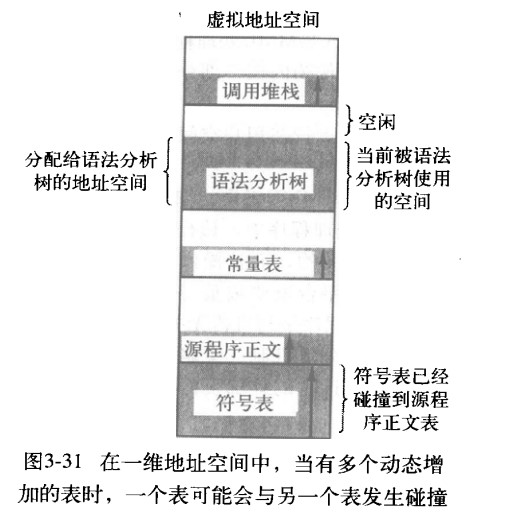 虚拟地址空间
调用堆栈
空闲
分配给语法分析
树的地址空间
语法分析树
当前被语法
分析树使用
的空间
常量表
源程序正文
符号表
符号表已经
碰撞到源程
序正文表
图3-31 在一维地址空间中，当有多个动态增
加的表时，一个表可能会与另一个表发生碰撞